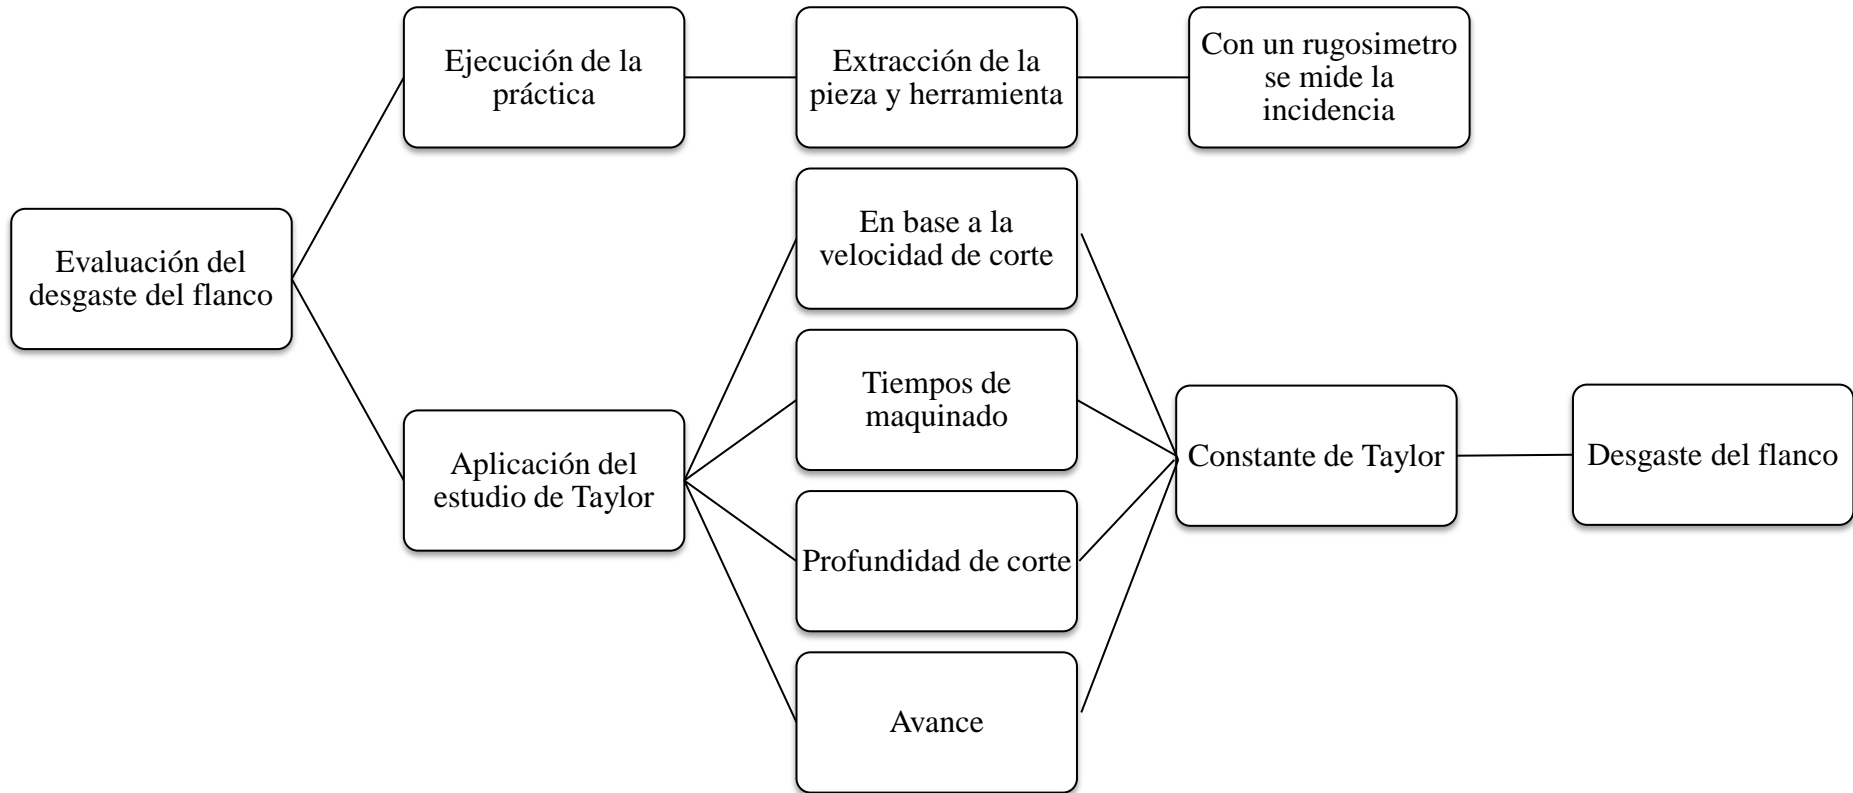 Ejecución de la
práctica
Extracción de la
pieza y herramienta
Con un rugosimetro
se mide la
incidencia
Evaluación del
desgaste del flanco
Aplicación del
estudio de Taylor
En base a la
velocidad de corte
Tiempos de
maquinado
Profundidad de corte
Avance
Constante de Taylor
Desgaste del flanco